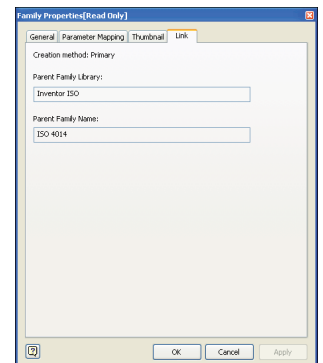 Family Properties[Read Only]
General Parameter Mapping Thumbnail Link
Creation method: Primary
Parent Family Library:
Inventor ISO
Parent Family Name:
ISO 4014
OK Cancel Apply